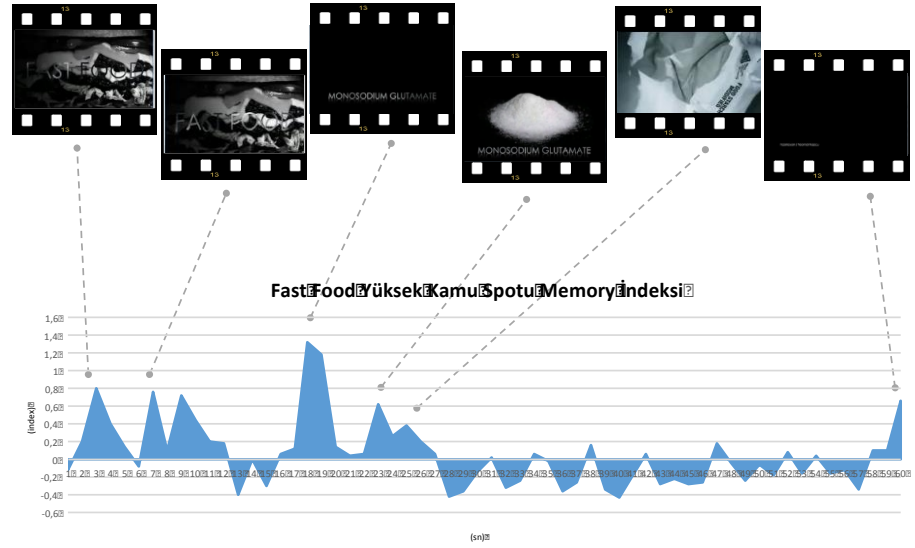 13
13
13
13
13
FAST FOOD
MONOSODIUM GLUTAMATE
FAST FOOD
MONOSODIUM GLUTAMATE
13
13
13
13
13
Fast Food Yüksek Kamu Spotu Memory İndeksi
1,6
1,4
1,2
1
0,8
0,6
0,4
0,2
0
-0,2
-0,4
-0,6
(index)
1 2 3 4 5 6 7 8 9 10 11 12 13 14 15 16 17 18 19 20 21 22 23 24 25 26 27 28 29 30 31 32 33 34 35 36 37 38 39 40 41 42 43 44 45 46 47 48 49 50 51 52 53 54 55 56 57 58 59 60
(sn)